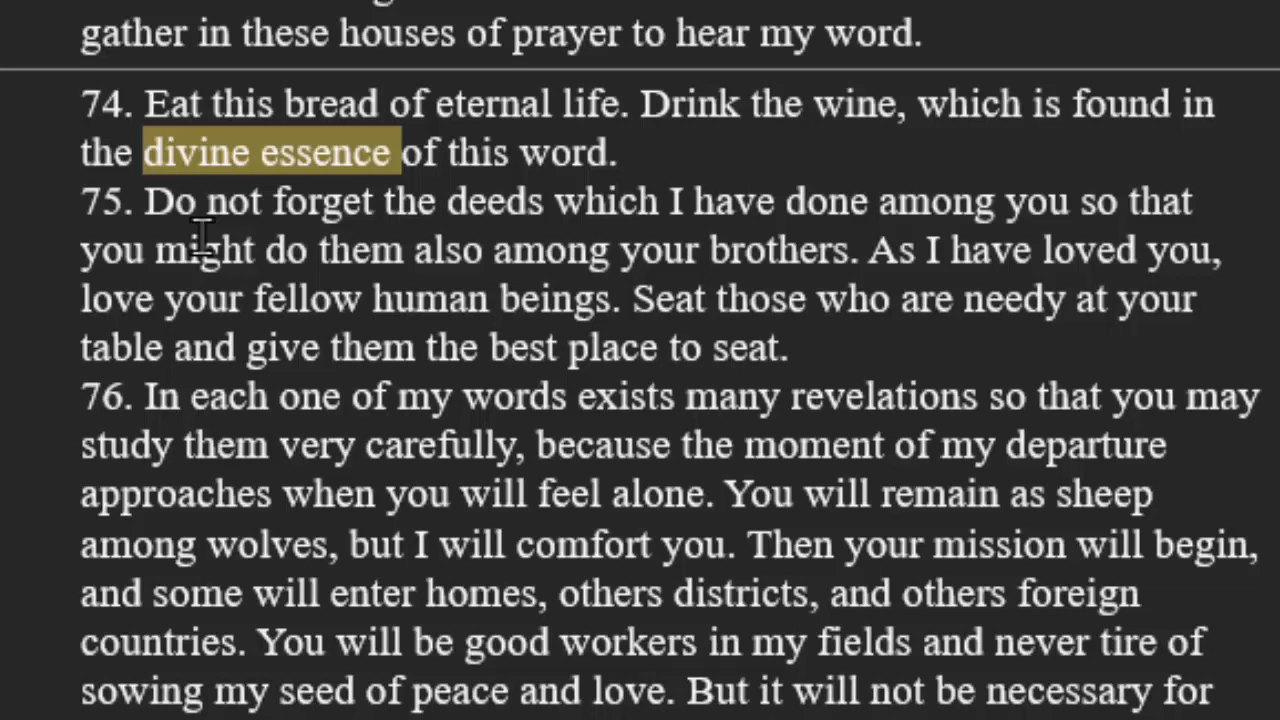 gather in these houses of prayer to hear my word.
74. Eat this bread of eternal life. Drink the wine, which is found in
the divine essence of this word.
75. Do not forget the deeds which I have done among you so that
you might do them also among your brothers. As I have loved you,
love your fellow human beings. Seat those who are needy at your
table and give them the best place to seat.
76. In each one of my words exists many revelations so that you may
study them very carefully, because the moment of my departure
approaches when you will feel alone. You will remain as sheep
among wolves, but I will comfort you. Then your mission will begin,
and some will enter homes, others districts, and others foreign
countries. You will be good workers in my fields and never tire of
sowing my seed of peace and love. But it will not be necessary for